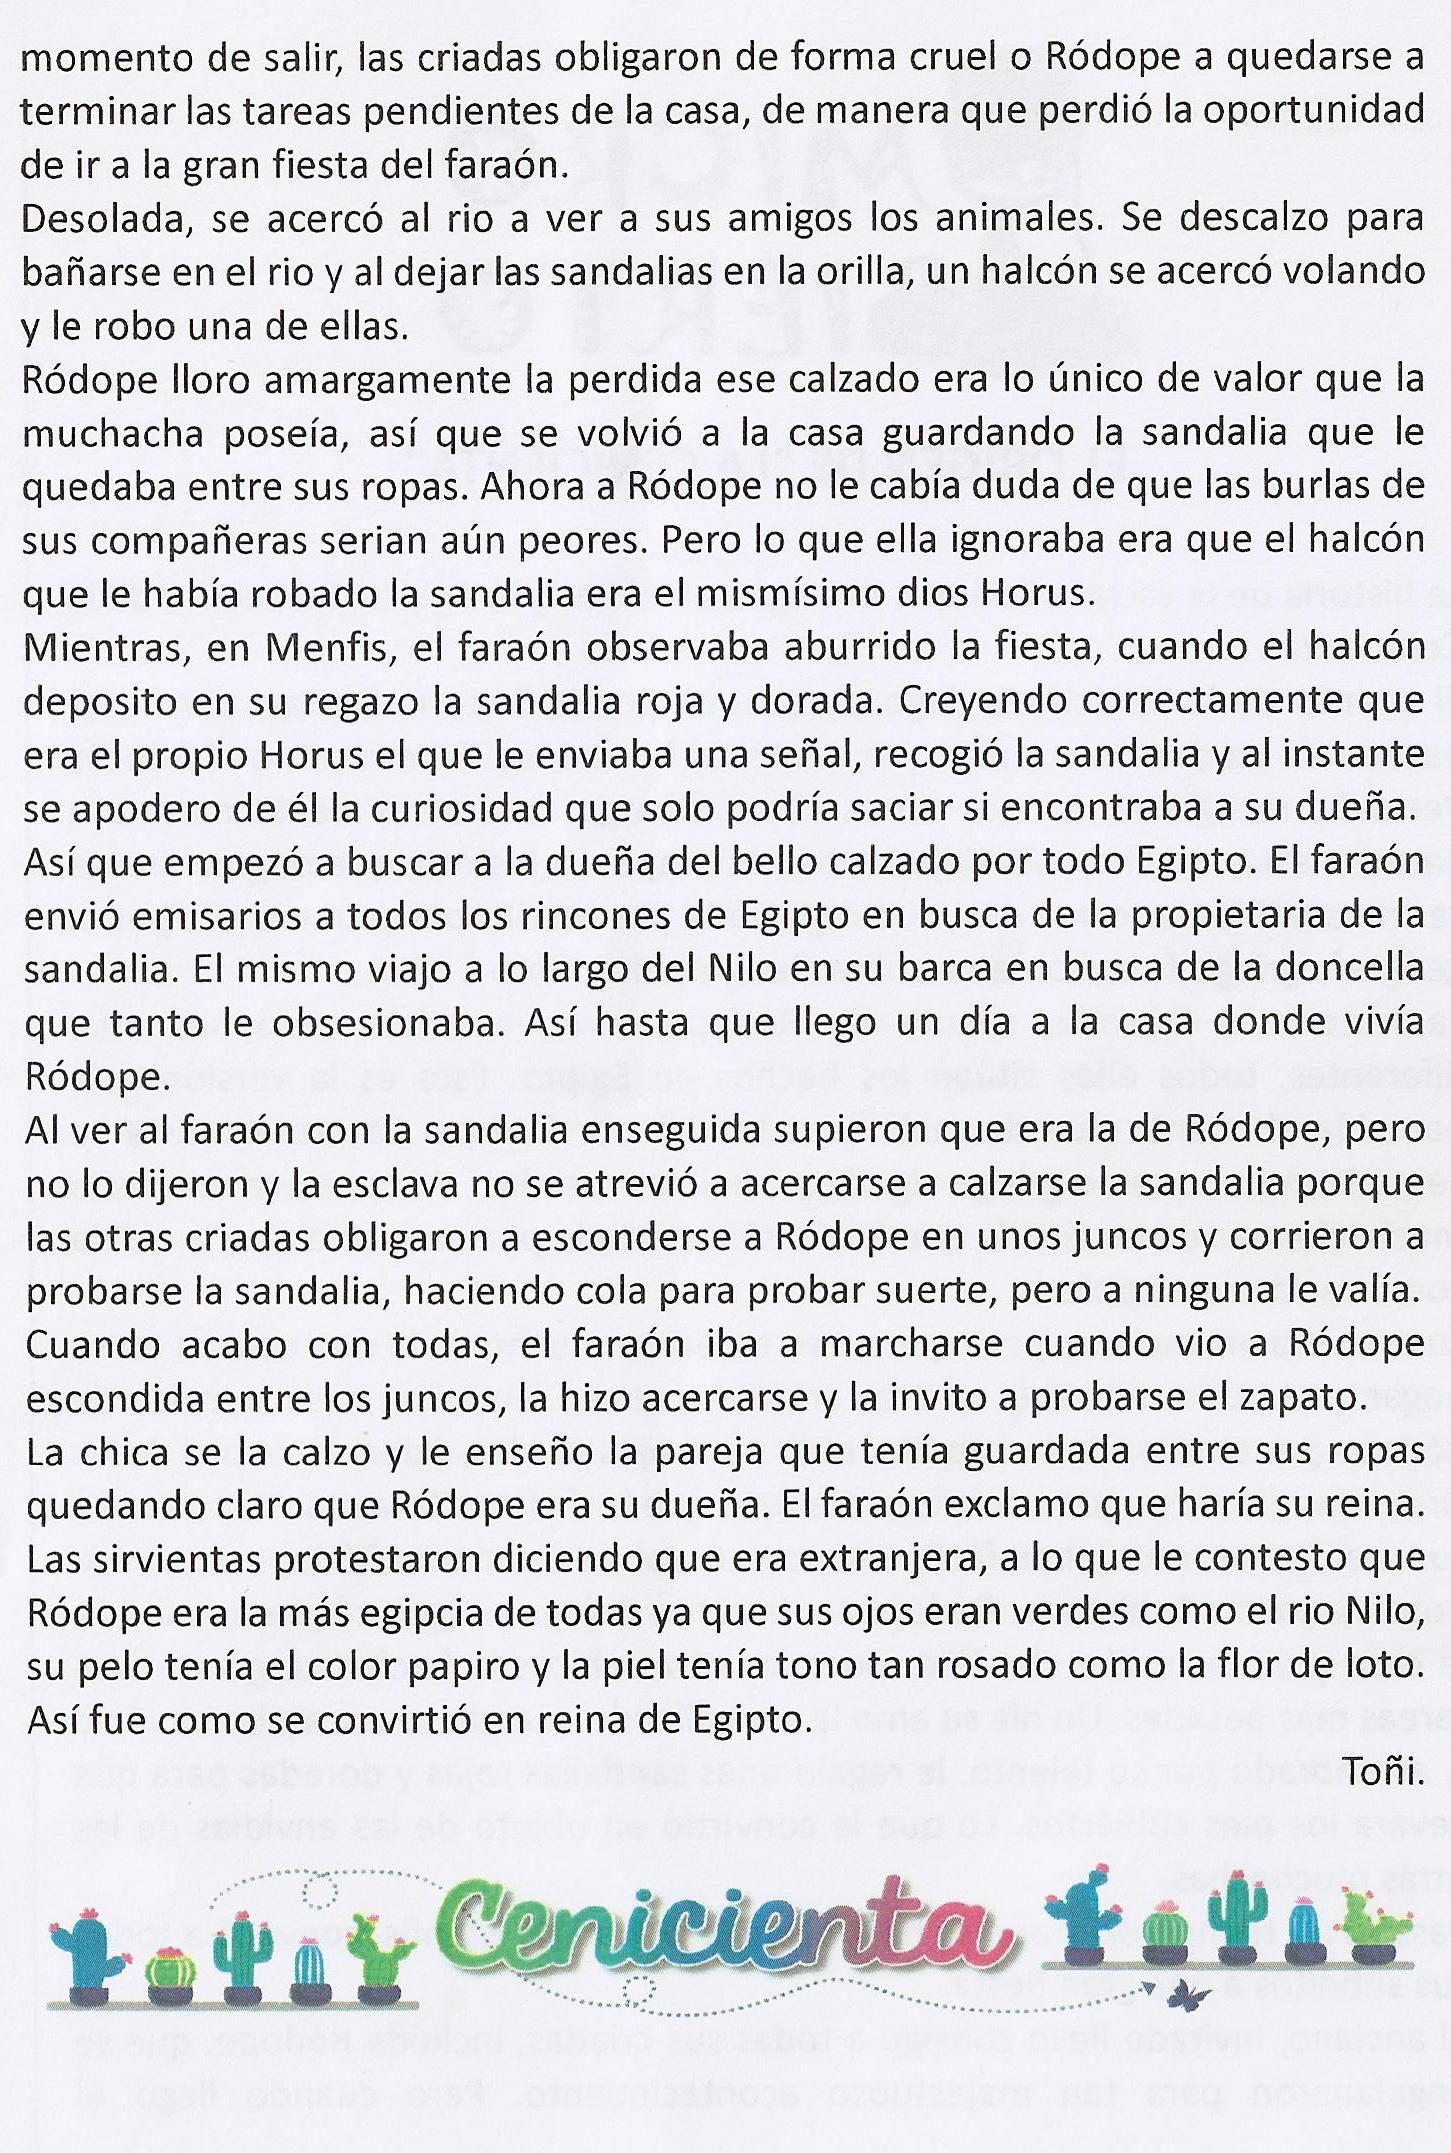 momento de salir, las criadas obligaron de forma cruel o Ródope a quedarse a
terminar las tareas pendientes de la casa, de manera que perdió la oportunidad
de ir a la gran fiesta del faraón.
Desolada, se acercó al rio a ver a sus amigos los animales. Se descalzo para
bañarse en el rio y al dejar las sandalias en la orilla, un halcón se acercó volando
y le robo una de ellas.
Ródope lloro amargamente la perdida ese calzado era lo único de valor que la
muchacha poseía, así que se volvió a la casa guardando la sandalia que le
quedaba entre sus ropas. Ahora a Ródope no le cabía duda de que las burlas de
sus compañeras serian aún peores. Pero lo que ella ignoraba era que el halcón
que le había robado la sandalia era el mismísimo dios Horus.
Mientras, en Menfis, el faraón observaba aburrido la fiesta, cuando el halcón
deposito en su regazo la sandalia roja y dorada. Creyendo correctamente que
era el propio Horus el que le enviaba una señal, recogió la sandalia y al instante
se apodero de él la curiosidad que solo podría saciar si encontraba a su dueña.
Así que empezó a buscar a la dueña del bello calzado por todo Egipto. El faraón
envió emisarios a todos los rincones de Egipto en busca de la propietaria de la
sandalia. El mismo viajo a lo largo del Nilo en su barca en busca de la doncella
que tanto le obsesionaba. Así hasta que llego un día a la casa donde vivía
Ródope.
Al ver al faraón con la sandalia enseguida supieron que era la de Ródope, pero
no lo dijeron y la esclava no se atrevió a acercarse a calzarse la sandalia porque
las otras criadas obligaron a esconderse a Ródope en unos juncos y corrieron a
probarse la sandalia, haciendo cola para probar suerte, pero a ninguna le valía.
Cuando acabo con todas, el faraón iba a marcharse cuando vio a Ródope
escondida entre los juncos, la hizo acercarse y la invito a probarse el zapato.
La chica se la calzo y le enseño la pareja que tenía guardada entre sus ropas
quedando claro que Ródope era su dueña. El faraón exclamo que haría su reina.
Las sirvientas protestaron diciendo que era extranjera, a lo que le contesto que
Ródope era la más egipcia de todas ya que sus ojos eran verdes como el rio Nilo,
su pelo tenía el color papiro y la piel tenía tono tan rosado como la flor de loto.
Así fue como se convirtió en reina de Egipto.
Toñi.
Cenicienta